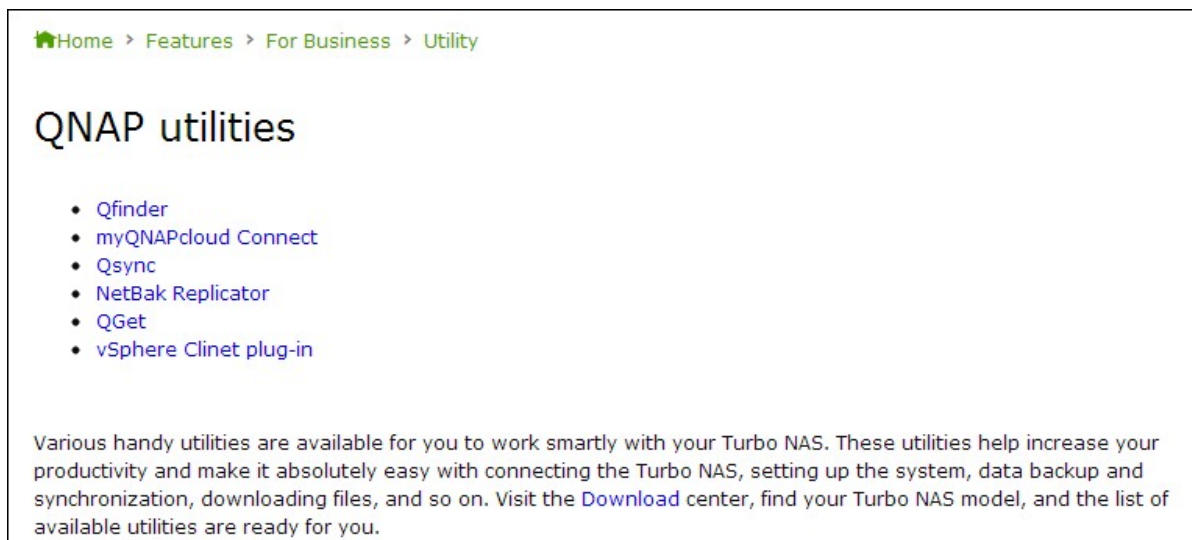 Home > Features > For Business > Utility
QNAP utilities
• Qfinder
• myQNAPcloud Connect
• Qsync
• NetBak Replicator
• QGet
• vSphere Clinet plug-in
Various handy utilities are available for you to work smartly with your Turbo NAS. These utilities help increase your
productivity and make it absolutely easy with connecting the Turbo NAS, setting up the system, data backup and
synchronization, downloading files, and so on. Visit the Download center, find your Turbo NAS model, and the list of
available utilities are ready for you.